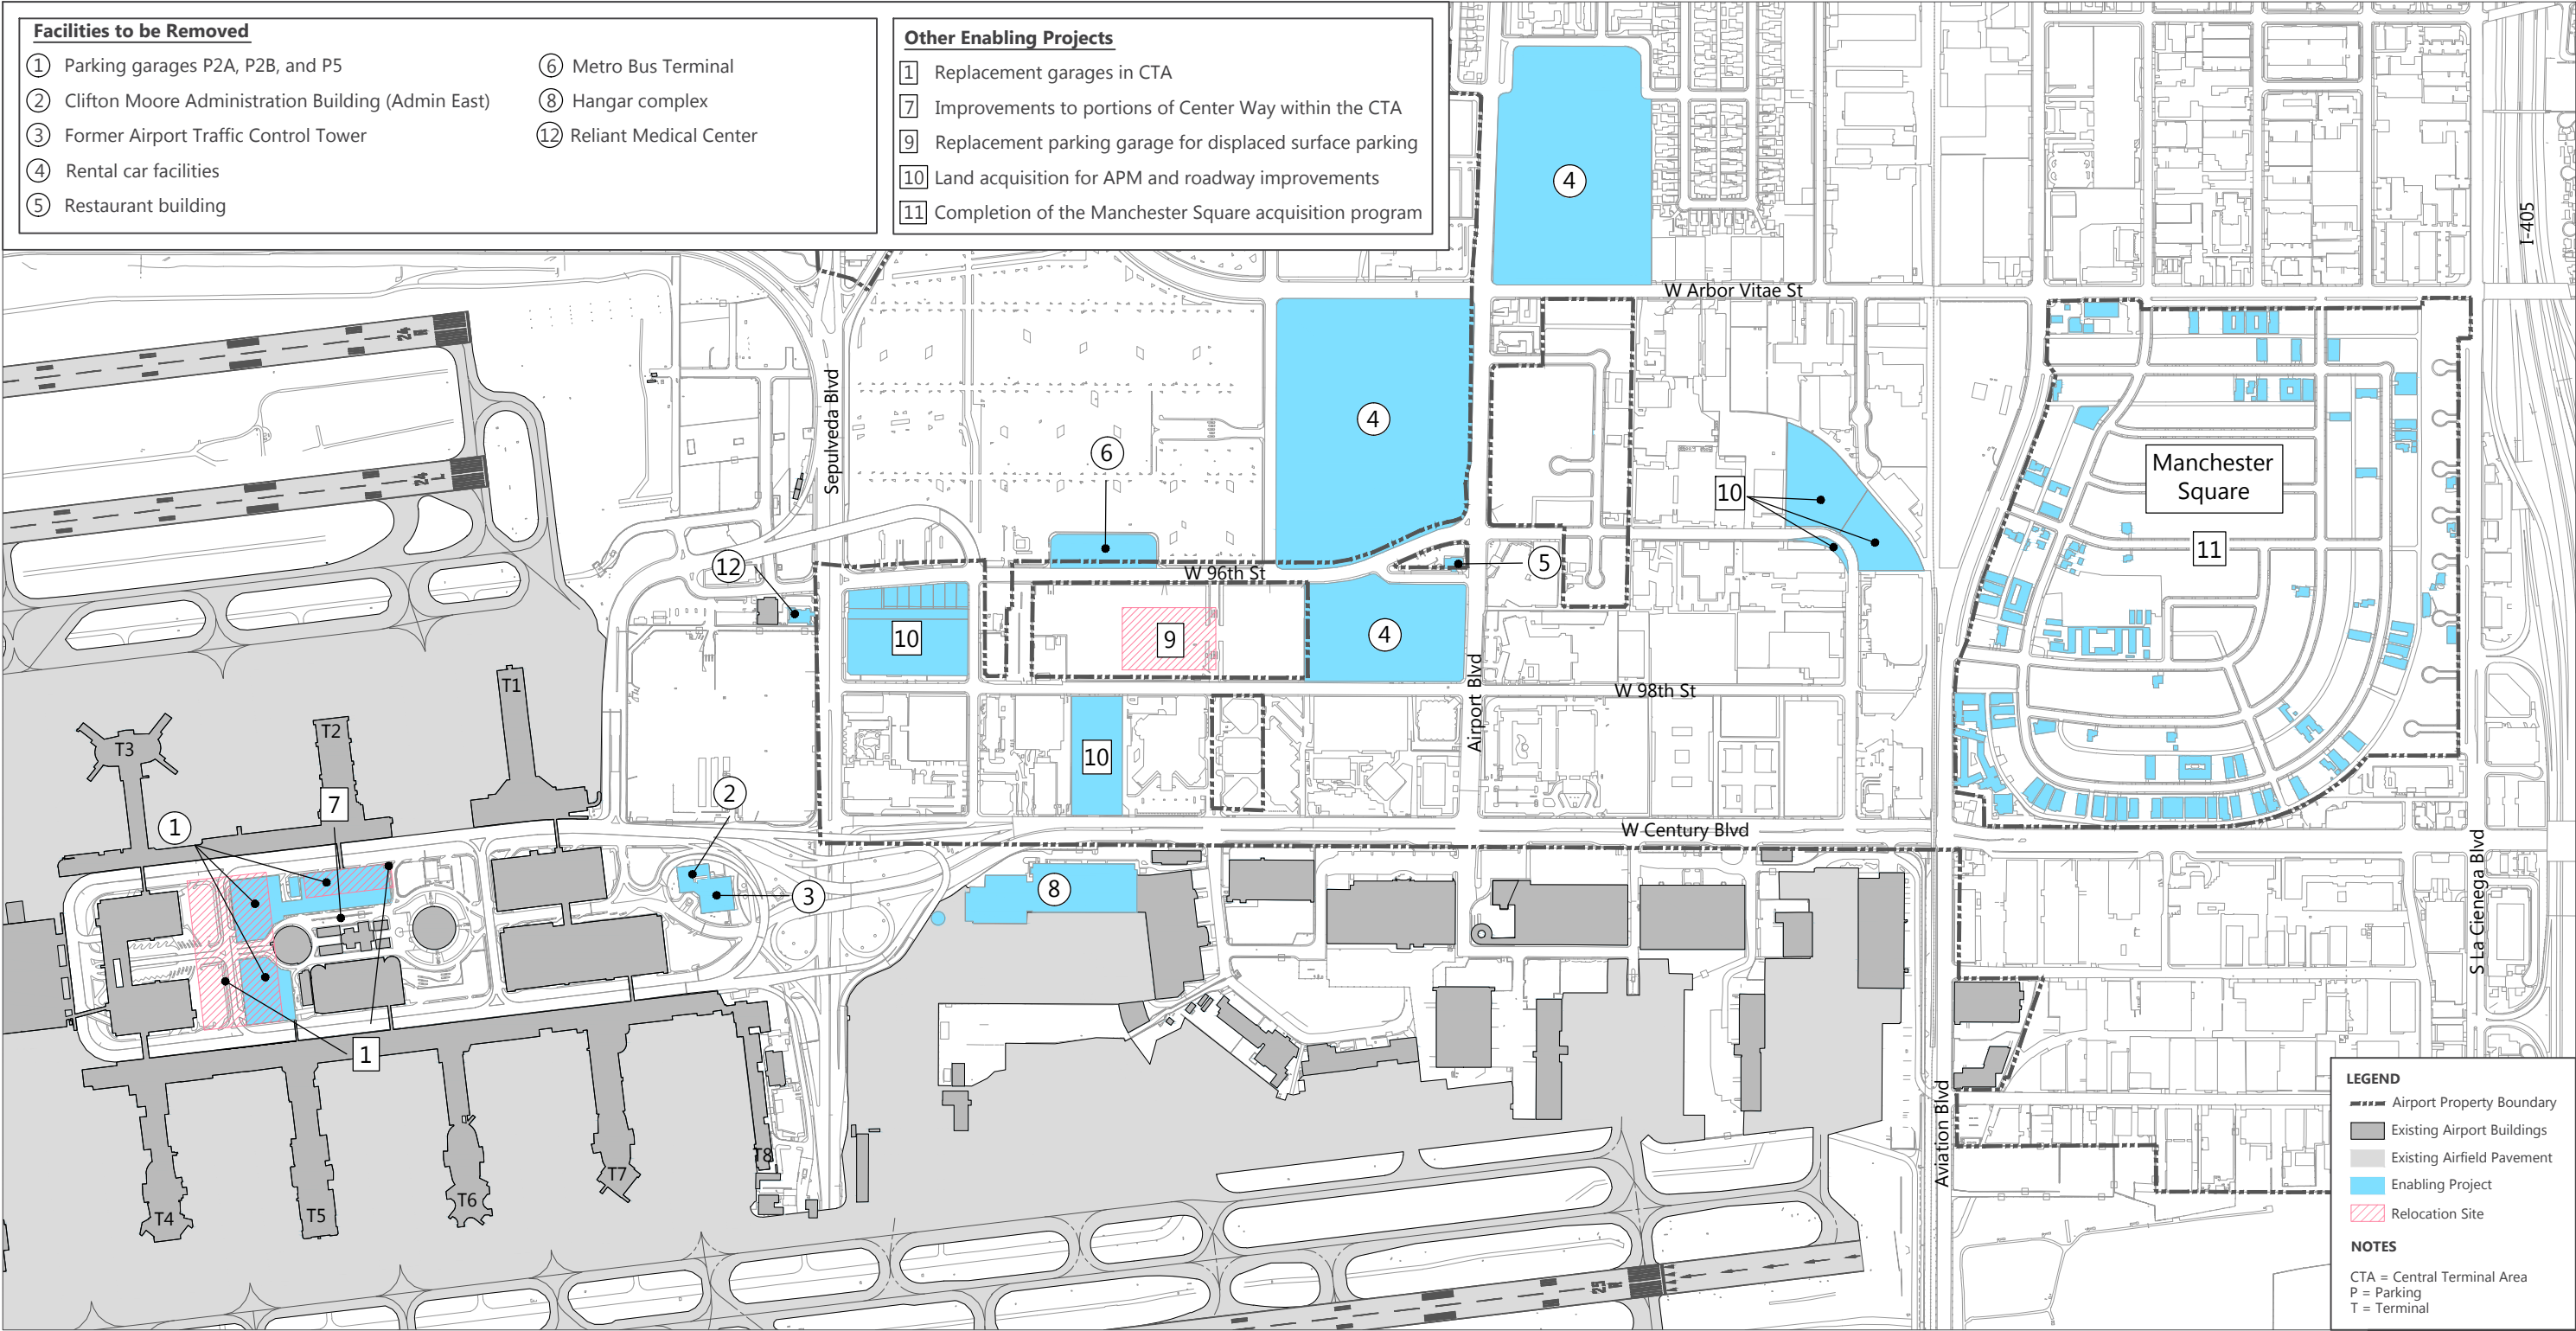 Facilities to be Removed
1 Parking garages P2A, P2B, and P5
2 Clifton Moore Administration Building (Admin East)
3 Former Airport Traffic Control Tower
4 Rental car facilities
5 Restaurant building
6 Metro Bus Terminal
8 Hangar complex
12 Reliant Medical Center
Other Enabling Projects
1 Replacement garages in CTA
7 Improvements to portions of Center Way within the CTA
9 Replacement parking garage for displaced surface parking
10 Land acquisition for APM and roadway improvements
11 Completion of the Manchester Square acquisition program
4
I-405
W Arbor Vitae St
24
Sepulveda Blvd
4
6
24
10
Manchester
Square
11
12
W 96th St
5
10
9
4
T1
Airport Blvd
W 98th St
T3
T2
10
7
2
1
W Century Blvd
8
3
S La Cienega Blvd
1
Aviation Blvd
T8
T7
T6
T5
T4
25
LEGEND
Airport Property Boundary
Existing Airport Buildings
Existing Airfield Pavement
Enabling Project
Relocation Site
NOTES
CTA = Central Terminal Area
P = Parking
T = Terminal